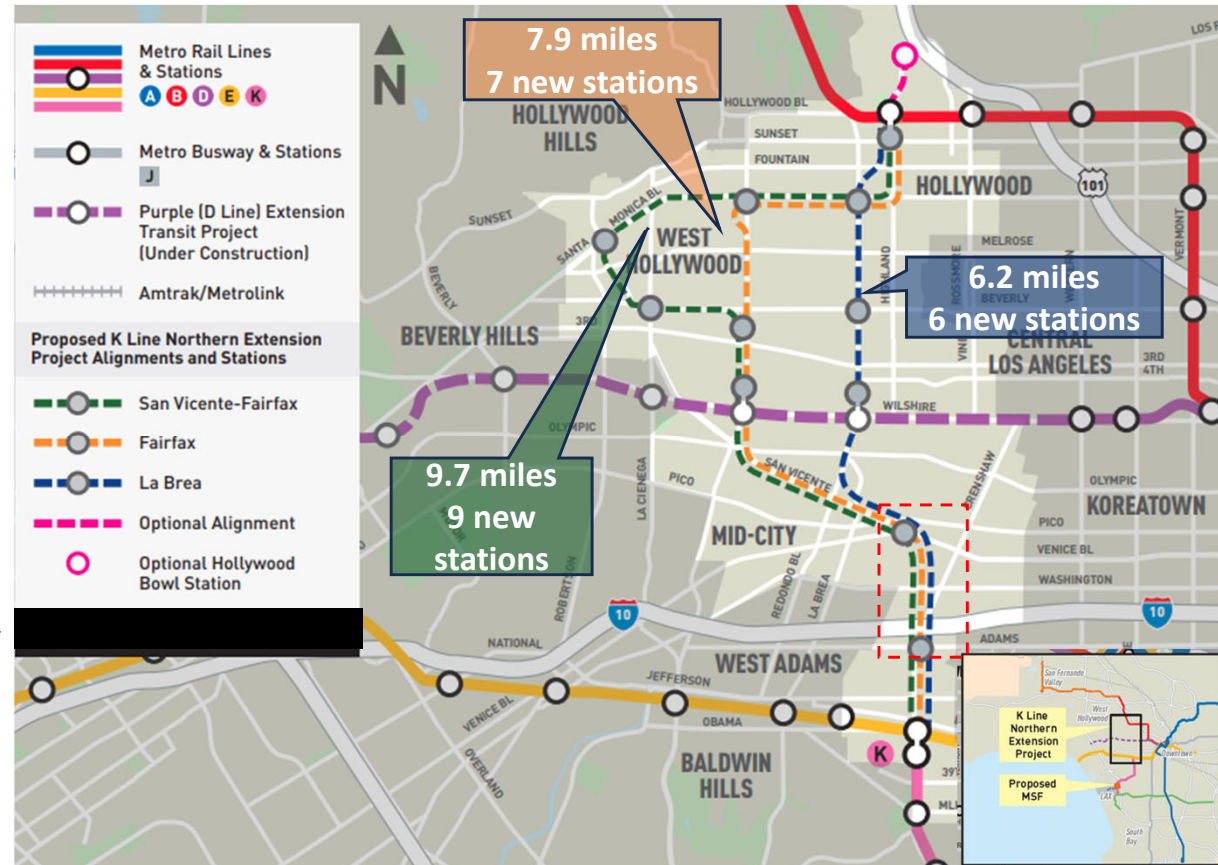 Metro Rail Lines
& Stations
A B D E K
Metro Busway & Stations
J
Purple (D Line) Extension
Transit Project
(Under Construction)
Amtrak/Metrolink
Proposed K Line Northern Extension
Project Alignments and Stations
San Vicente-Fairfax
Fairfax
La Brea
Optional Alignment
Optional Hollywood
Bowl Station
N
7.9 miles
7 new stations
HOLLYWOOD
HILLS
HOLLYWOOD BL
SUNSET
FOUNTAIN
HOLLYWOOD
101
SUNSET
SANTA
MONICA BL
WEST
HOLLYWOOD
MELROSE
VERMONT
HIGHLAND
ROSSMORE
BEVERLY
BEVERLY
6.2 miles
6 new stations
BEVERLY HILLS
3RD
CENTRAL
LOS ANGELES
3RD
4TH
WILSHIRE
OLYMPIC
9.7 miles
9 new
stations
LA CIENEGA
PICO
SAN VICENTE
CRENSHAW
OLYMPIC
KOREATOWN
MID-CITY
PICO
VENICE BL
WASHINGTON
ROBERTSON
REDONDO BL
LA BREA
10
10
NATIONAL
ADAMS
WEST ADAMS
JEFFERSON
VENICE BL
OBAMA
OVERLAND
K
BALDWIN
HILLS
San Fernando
Valley
West
Hollywood
K Line
Northern
Extension
Project
Downtown
Proposed
MSF
LAX
South
Bay